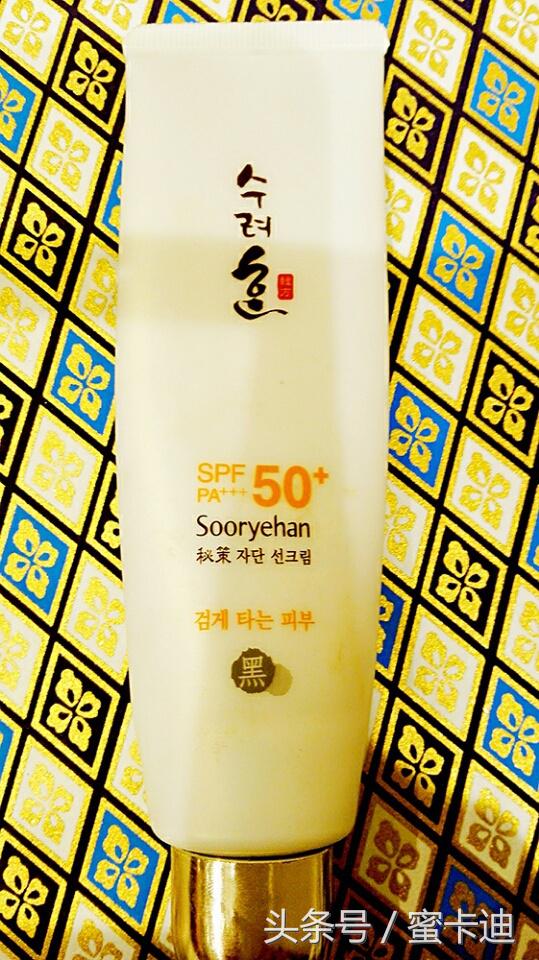 수려한
韓方
SPF 50+
PA+++
Sooryehan
秘策 자단 선크림
검게 타는 피부
黑
头条号 / 蜜卡迪